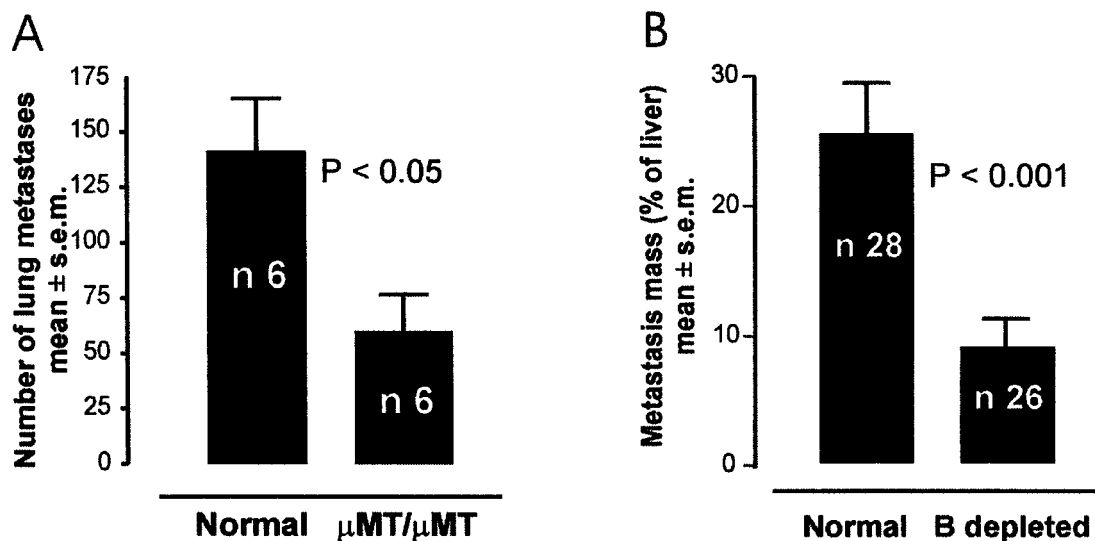 A
Number of lung metastases
mean ± s.e.m.
175
150
125
100
75
50
25
0
P < 0.05
n 6
n 6
Normal
μMT/μMT
B
Metastasis mass (% of liver)
mean ± s.e.m.
30
20
10
0
P < 0.001
n 28
n 26
Normal
B depleted